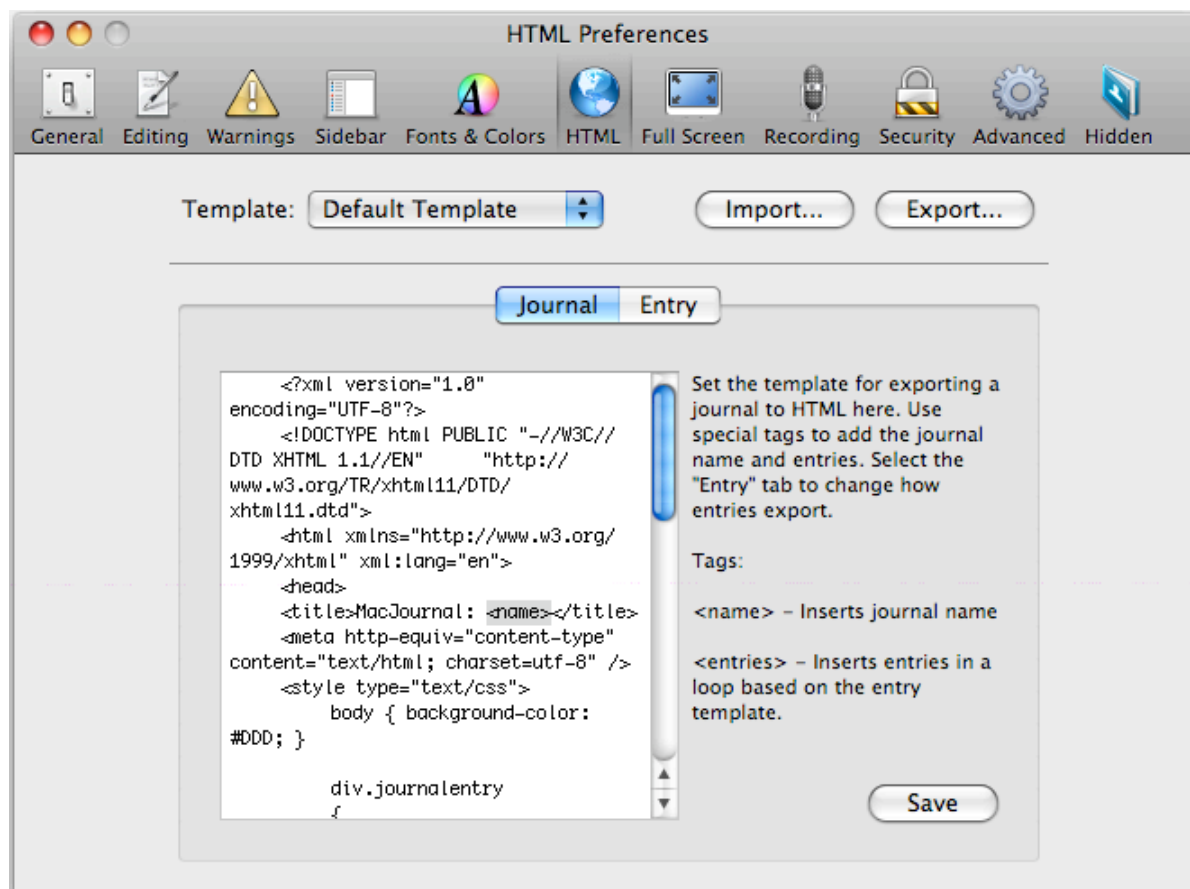 HTML Preferences
General Editing Warnings Sidebar Fonts & Colors HTML Full Screen Recording Security Advanced Hidden
Template: Default Template Import... Export...
Journal Entry
<?xml version="1.0"
encoding="UTF-8"?>
<!DOCTYPE html PUBLIC "-//W3C//
DTD XHTML 1.1//EN" "http://
www.w3.org/TR/xhtml11/DTD/
xhtml11.dtd">
<html xmlns="http://www.w3.org/
1999/xhtml" xml:lang="en">
<head>
<title>MacJournal: <name></title>
<meta http-equiv="content-type"
content="text/html; charset=utf-8" />
<style type="text/css">
body { background-color:
#DDD; }
div.journalentry
{
Set the template for exporting a
journal to HTML here. Use
special tags to add the journal
name and entries. Select the
"Entry" tab to change how
entries export.
Tags:
<name> – Inserts journal name
<entries> – Inserts entries in a
loop based on the entry
template.
Save